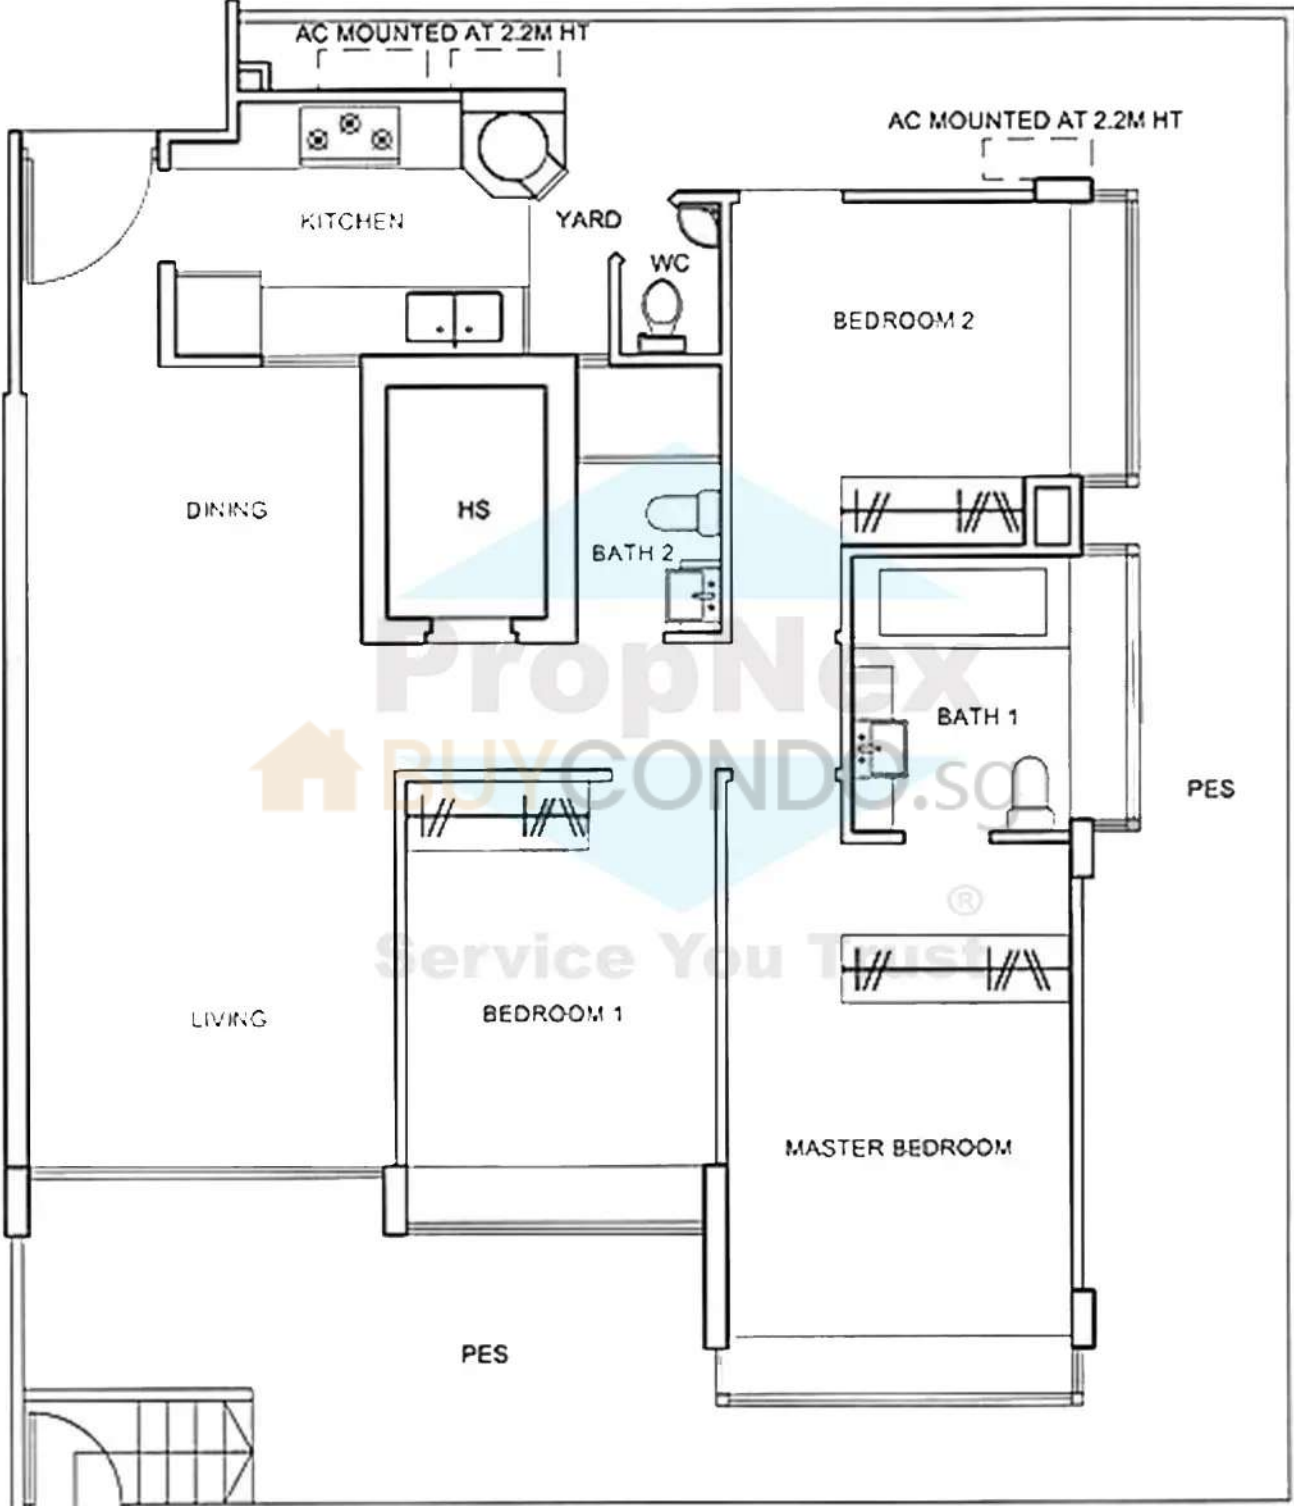 AC MOUNTED AT 2.2M HT
AC MOUNTED AT 2.2M HT
KITCHEN
YARD
WC
BEDROOM 2
DINING
HS
BATH 2
PropNex
BATH 1
BUYCONDO.sg
PES
®
Service You Trust
LIVING
BEDROOM 1
MASTER BEDROOM
PES